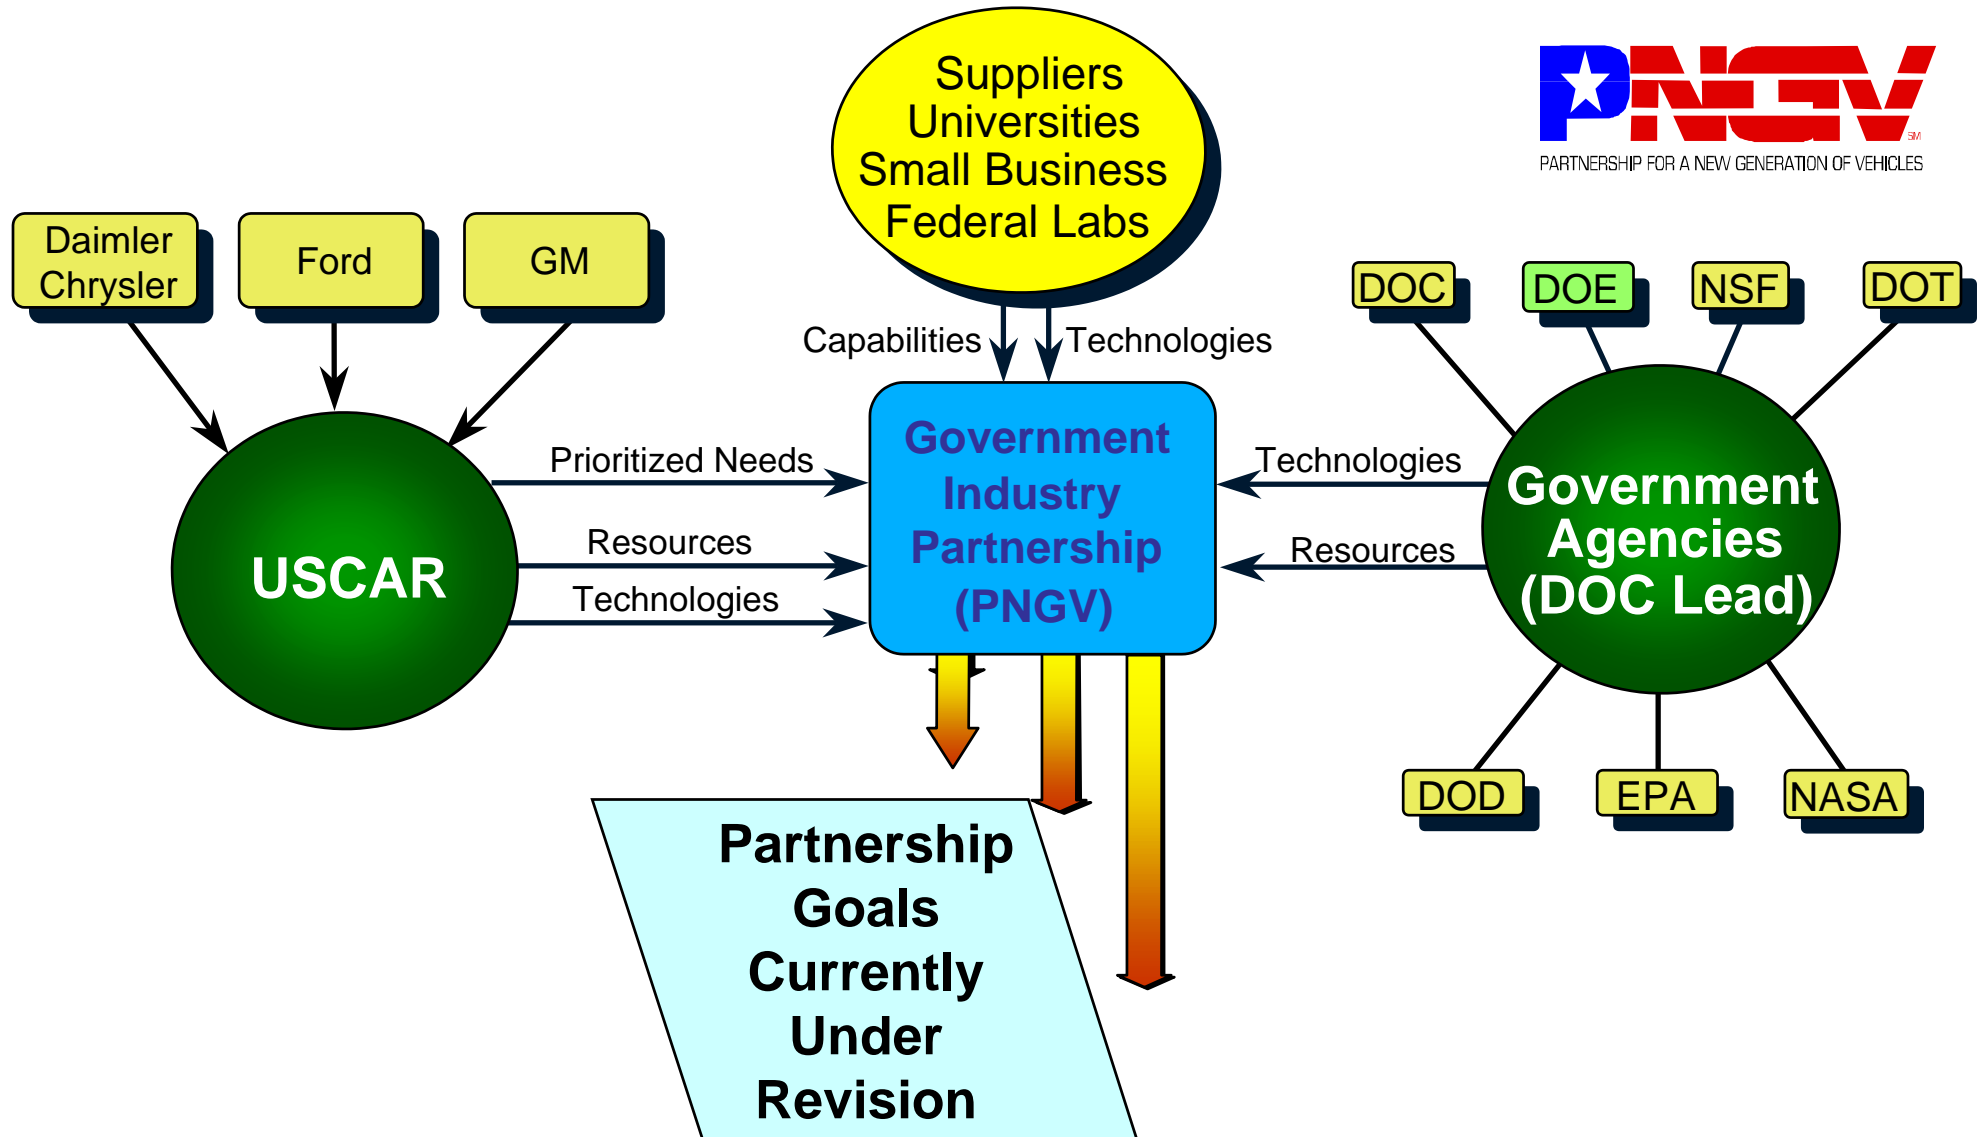 Suppliers
Universities
Small Business
Federal Labs
PNGV
SM
PARTNERSHIP FOR A NEW GENERATION OF VEHICLES
Daimler
Chrysler
Ford
GM
DOC
DOE
NSF
DOT
Capabilities
Technologies
Prioritized Needs
Resources
Technologies
USCAR
Government
Industry
Partnership
(PNGV)
Technologies
Resources
Government
Agencies
(DOC Lead)
DOD
EPA
NASA
Partnership
Goals
Currently
Under
Revision